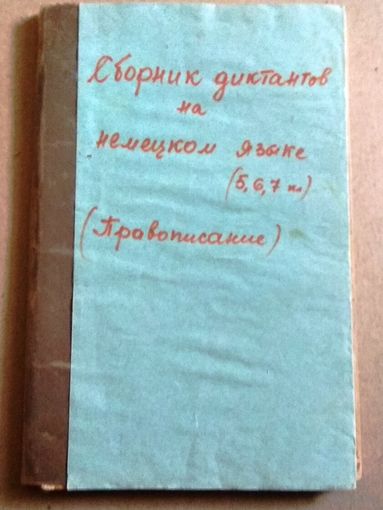 Сборник диктантов
на
немецком языке
(5, 6, 7 кл)
(Правописание)